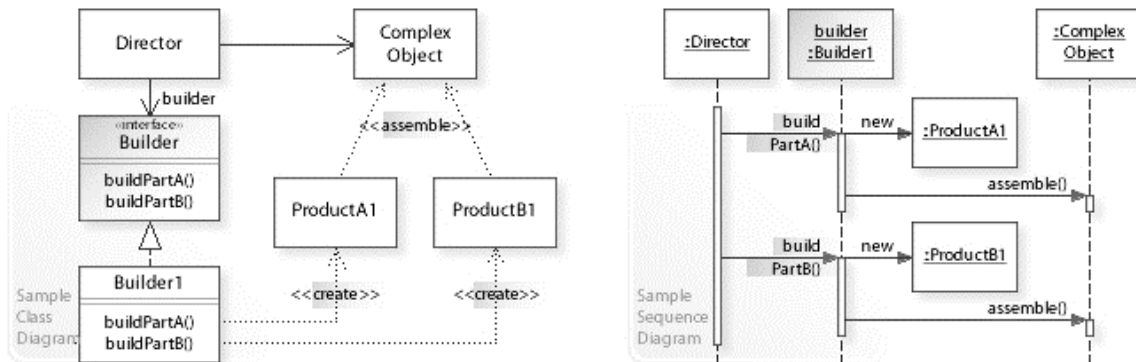 Director
Complex
Object
builder
«interface»
Builder
buildPartA()
buildPartB()
<<assemble>>
ProductA1
ProductB1
Builder1
buildPartA()
buildPartB()
<<create>>
<<create>>
Sample
Class
Diagram
:Director
builder
:Builder1
:Complex
Object
build
PartA()
new
:ProductA1
assemble()
build
PartB()
new
:ProductB1
assemble()
Sample
Sequence
Diagram